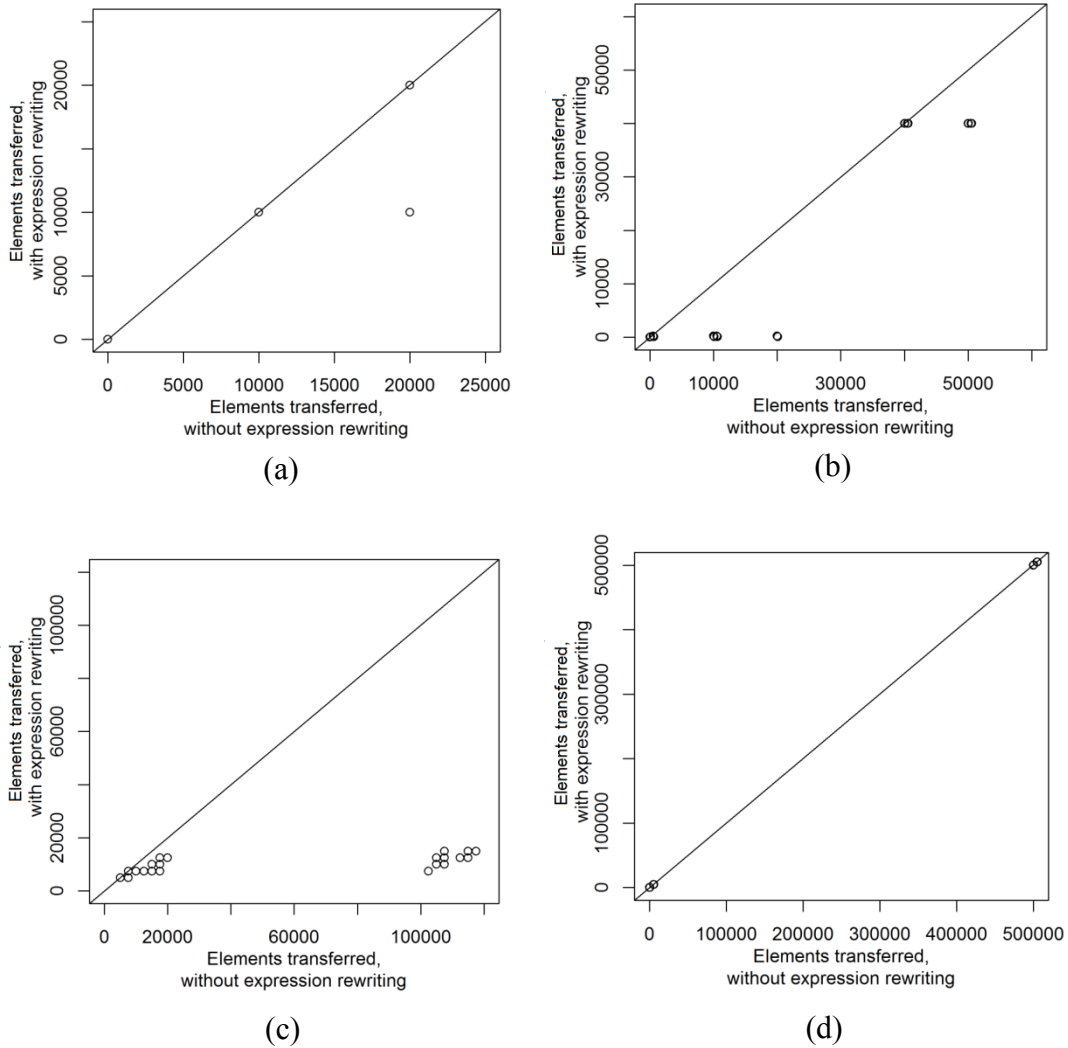 Elements transferred,
with expression rewriting
20000
10000
5000
0
0 5000 10000 15000 20000 25000
Elements transferred,
without expression rewriting
(a)
Elements transferred,
with expression rewriting
50000
30000
10000
0
0 10000 30000 50000
Elements transferred,
without expression rewriting
(b)
Elements transferred,
with expression rewriting
100000
60000
20000
0
0 20000 60000 100000
Elements transferred,
without expression rewriting
(c)
Elements transferred,
with expression rewriting
500000
300000
100000
0
0 100000 200000 300000 400000 500000
Elements transferred,
without expression rewriting
(d)